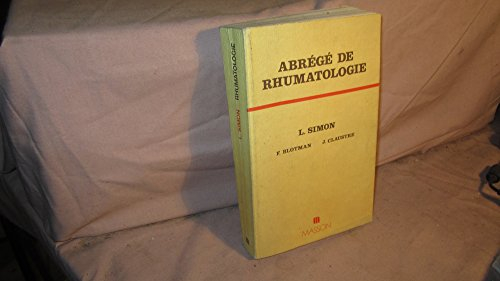 ABRÉGÉ DE
RHUMATOLOGIE
L. SIMON
F. BLOTMAN J. CLAUSTRE
MASSON
L. SIMON RHUMATOLOGIE